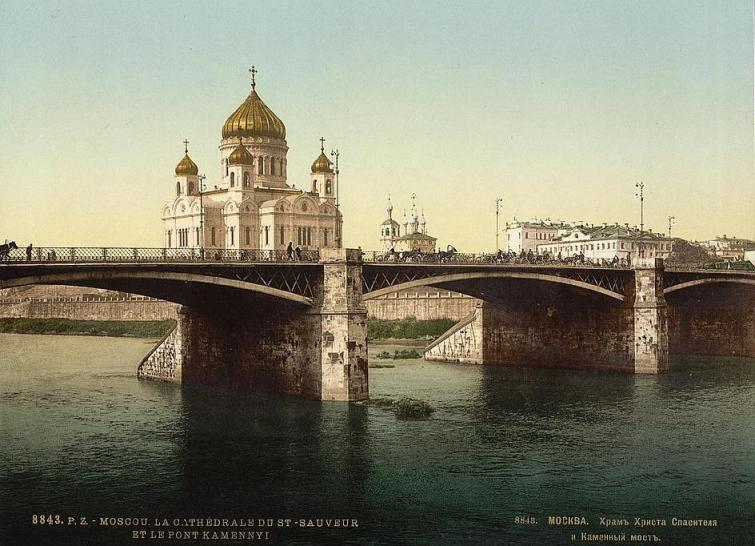 8843. P. Z. - MOSCOU. LA CATHÉDRALE DU ST-SAUVEUR
ET LE PONT KAMENNYI
8843. МОСКВА. Храмъ Христа Спасителя
и Каменный мостъ.